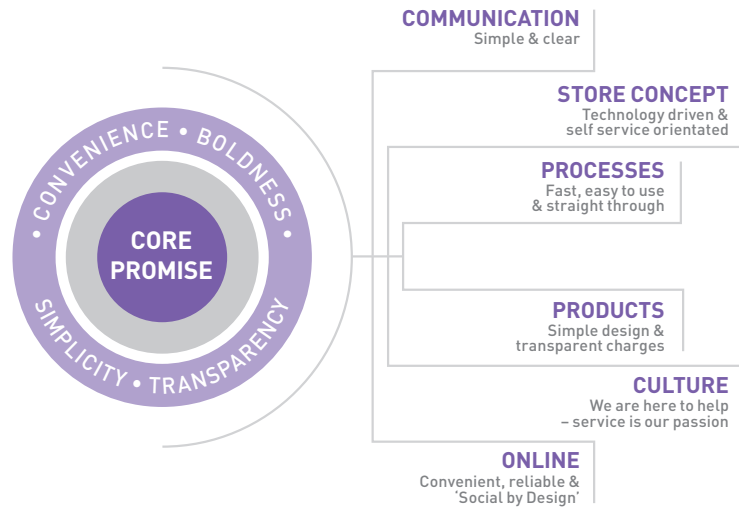 • CONVENIENCE • BOLDNESS •
CORE
PROMISE
SIMPLICITY • TRANSPARENCY
COMMUNICATION
Simple & clear
STORE CONCEPT
Technology driven &
self service orientated
PROCESSES
Fast, easy to use
& straight through
PRODUCTS
Simple design &
transparent charges
CULTURE
We are here to help
– service is our passion
ONLINE
Convenient, reliable &
‘Social by Design’